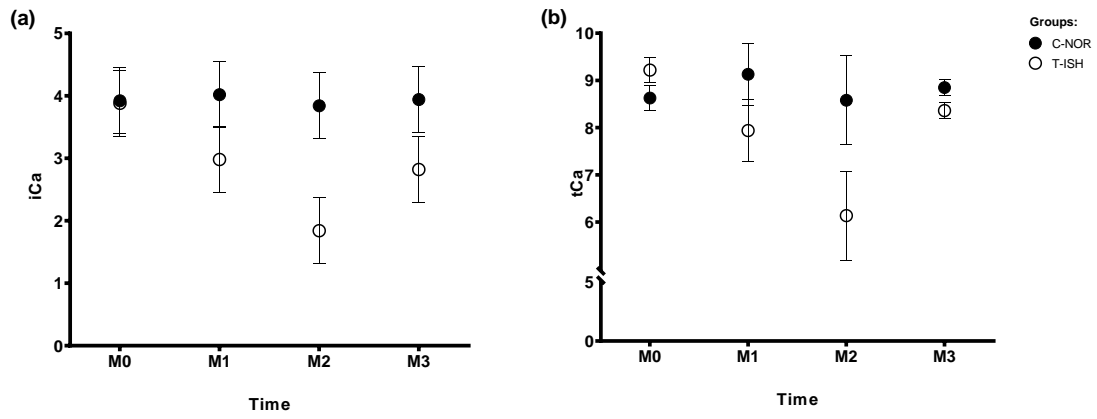 (a)
5
4
3
2
1
0
iCa
M0 M1 M2 M3
Time
(b)
10
9
8
7
6
5
0
tCa
M0 M1 M2 M3
Time
Groups:
C-NOR
T-ISH